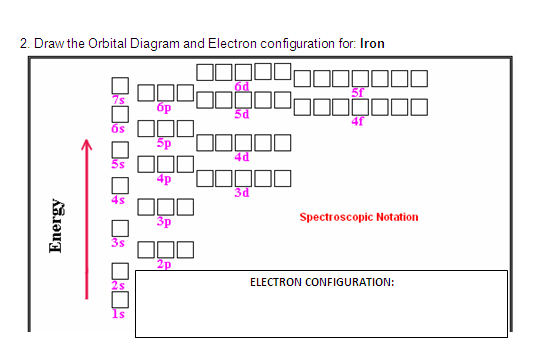 2. Draw the Orbital Diagram and Electron configuration for: Iron
6d
7s
5f
6p
5d
4f
6s
5p
4d
5s
4p
3d
4s
Spectroscopic Notation
3p
Energy
3s
2p
ELECTRON CONFIGURATION:
2s
1s